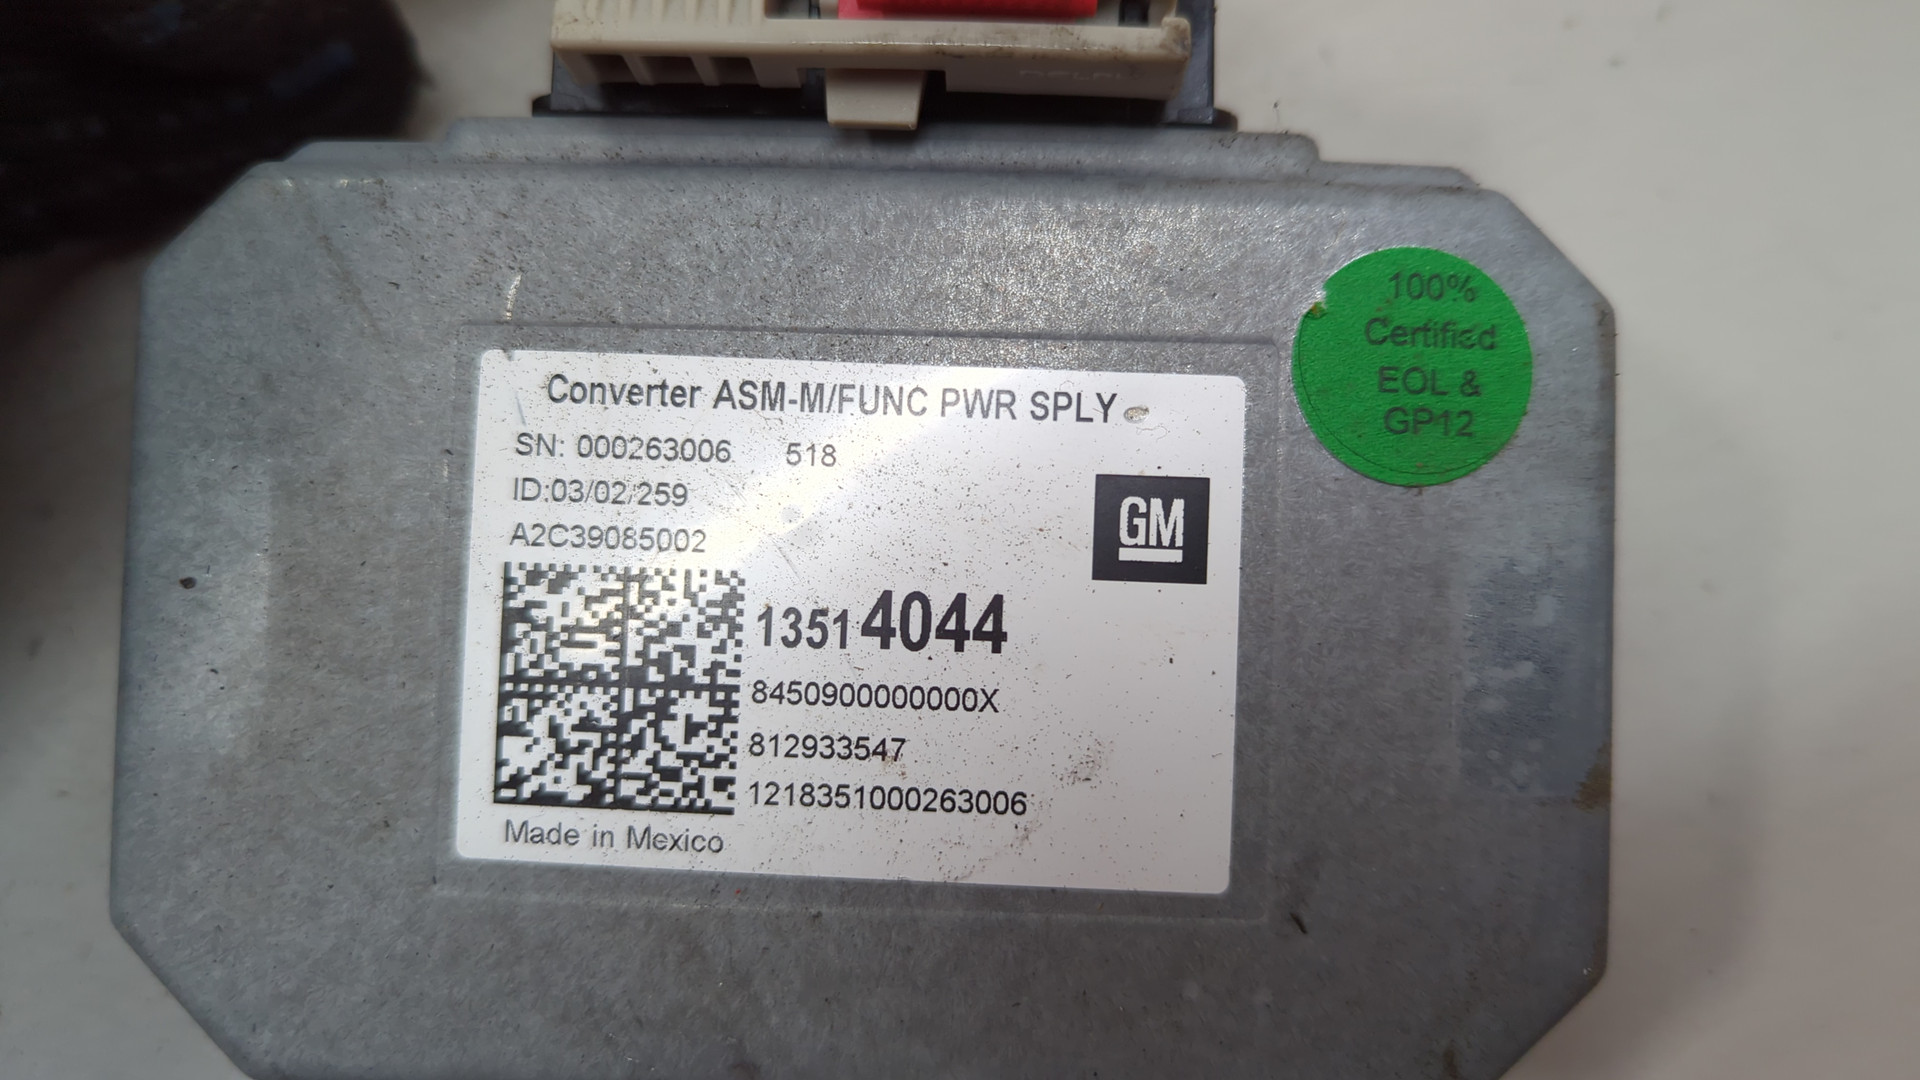 Converter ASM-M/FUNC PWR SPLY
SN: 000263006 518
ID:03/02/259
A2C39085002
GM
13514044
8450900000000X
812933547
1218351000263006
Made in Mexico
100%
Certified
EOL &
GP12